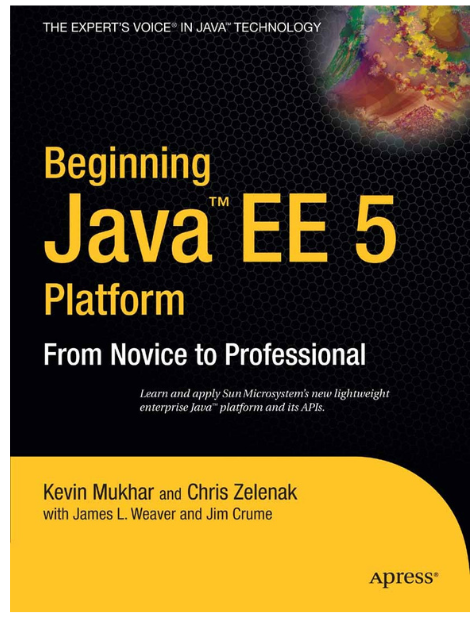 THE EXPERT'S VOICE® IN JAVA™ TECHNOLOGY
Beginning
Java™ EE 5
Platform
From Novice to Professional
Learn and apply Sun Microsystem's new lightweight
enterprise Java™ platform and its APIs.
Kevin Mukhar and Chris Zelenak
with James L. Weaver and Jim Crume
Apress®